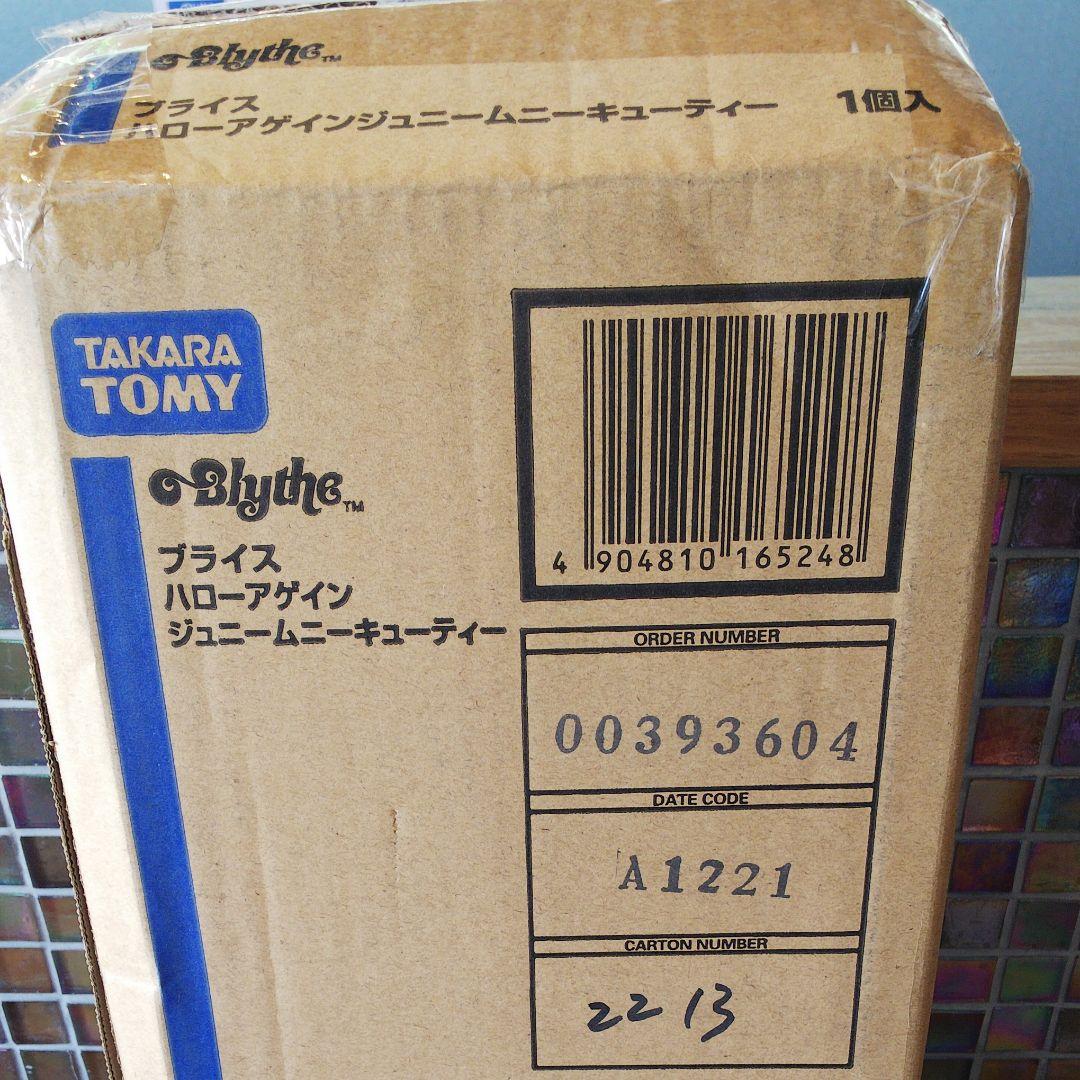 Blythe™
ブライス
ハローアゲインジュニームニーキューティー 1個入
TAKARA
TOMY
Blythe™
ブライス
ハローアゲイン
ジュニームニーキューティー
4 904810 165248
ORDER NUMBER
00393604
DATE CODE
A1221
CARTON NUMBER
2213